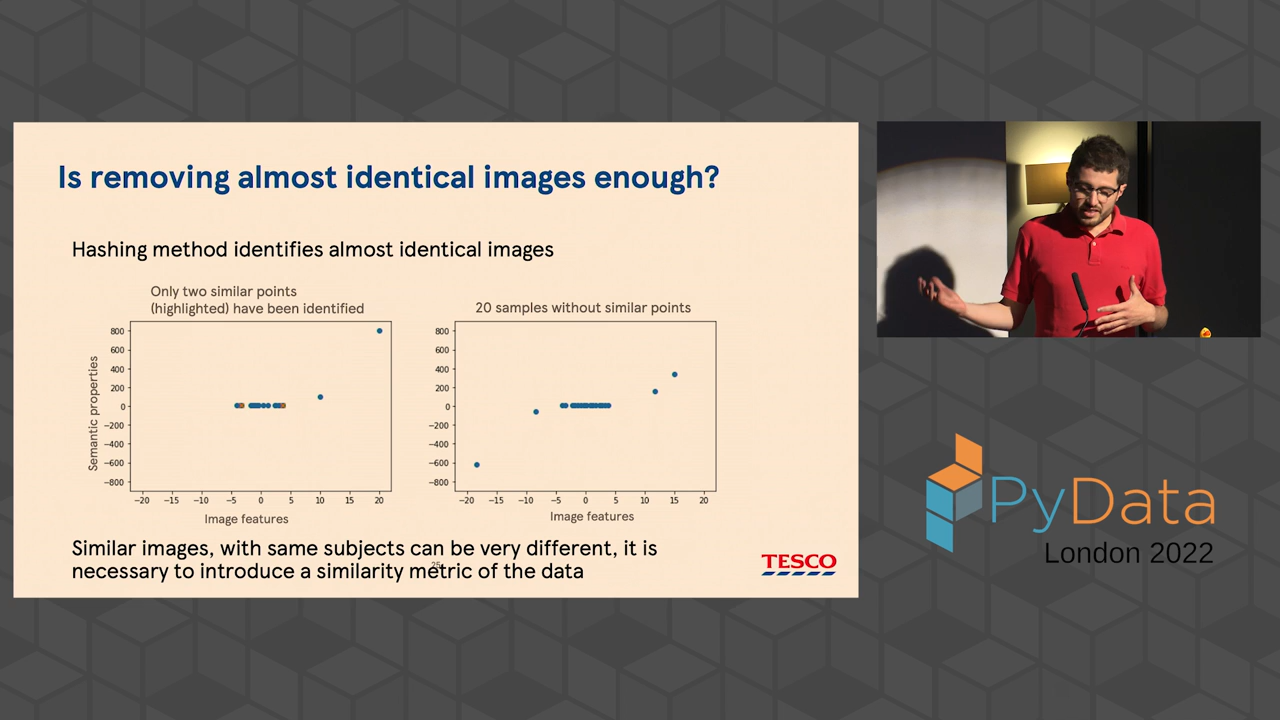 Is removing almost identical images enough?
Hashing method identifies almost identical images
Only two similar points
(highlighted) have been identified
800
600
400
200
0
−200
−400
−600
−800
Semantic properties
−20 −15 −10 −5 0 5 10 15 20
Image features
20 samples without similar points
800
600
400
200
0
−200
−400
−600
−800
−20 −15 −10 −5 0 5 10 15 20
Image features
Similar images, with same subjects can be very different, it is
necessary to introduce a similarity metric of the data
TESCO
PyData
London 2022